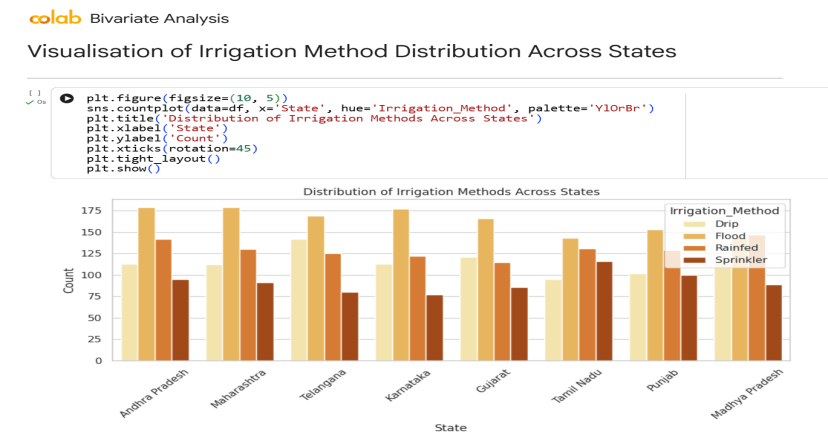 colab Bivariate Analysis
Visualisation of Irrigation Method Distribution Across States
[ ]
✓ 0s
plt.figure(figsize=(10, 5))
sns.countplot(data=df, x='State', hue='Irrigation_Method', palette='YlOrBr')
plt.title('Distribution of Irrigation Methods Across States')
plt.xlabel('State')
plt.ylabel('Count')
plt.xticks(rotation=45)
plt.tight_layout()
plt.show()
Distribution of Irrigation Methods Across States
Irrigation_Method
Drip
Flood
Rainfed
Sprinkler
Count
175
150
125
100
75
50
25
0
Andhra Pradesh
Maharashtra
Telangana
Karnataka
Gujarat
Tamil Nadu
Punjab
Madhya Pradesh
State